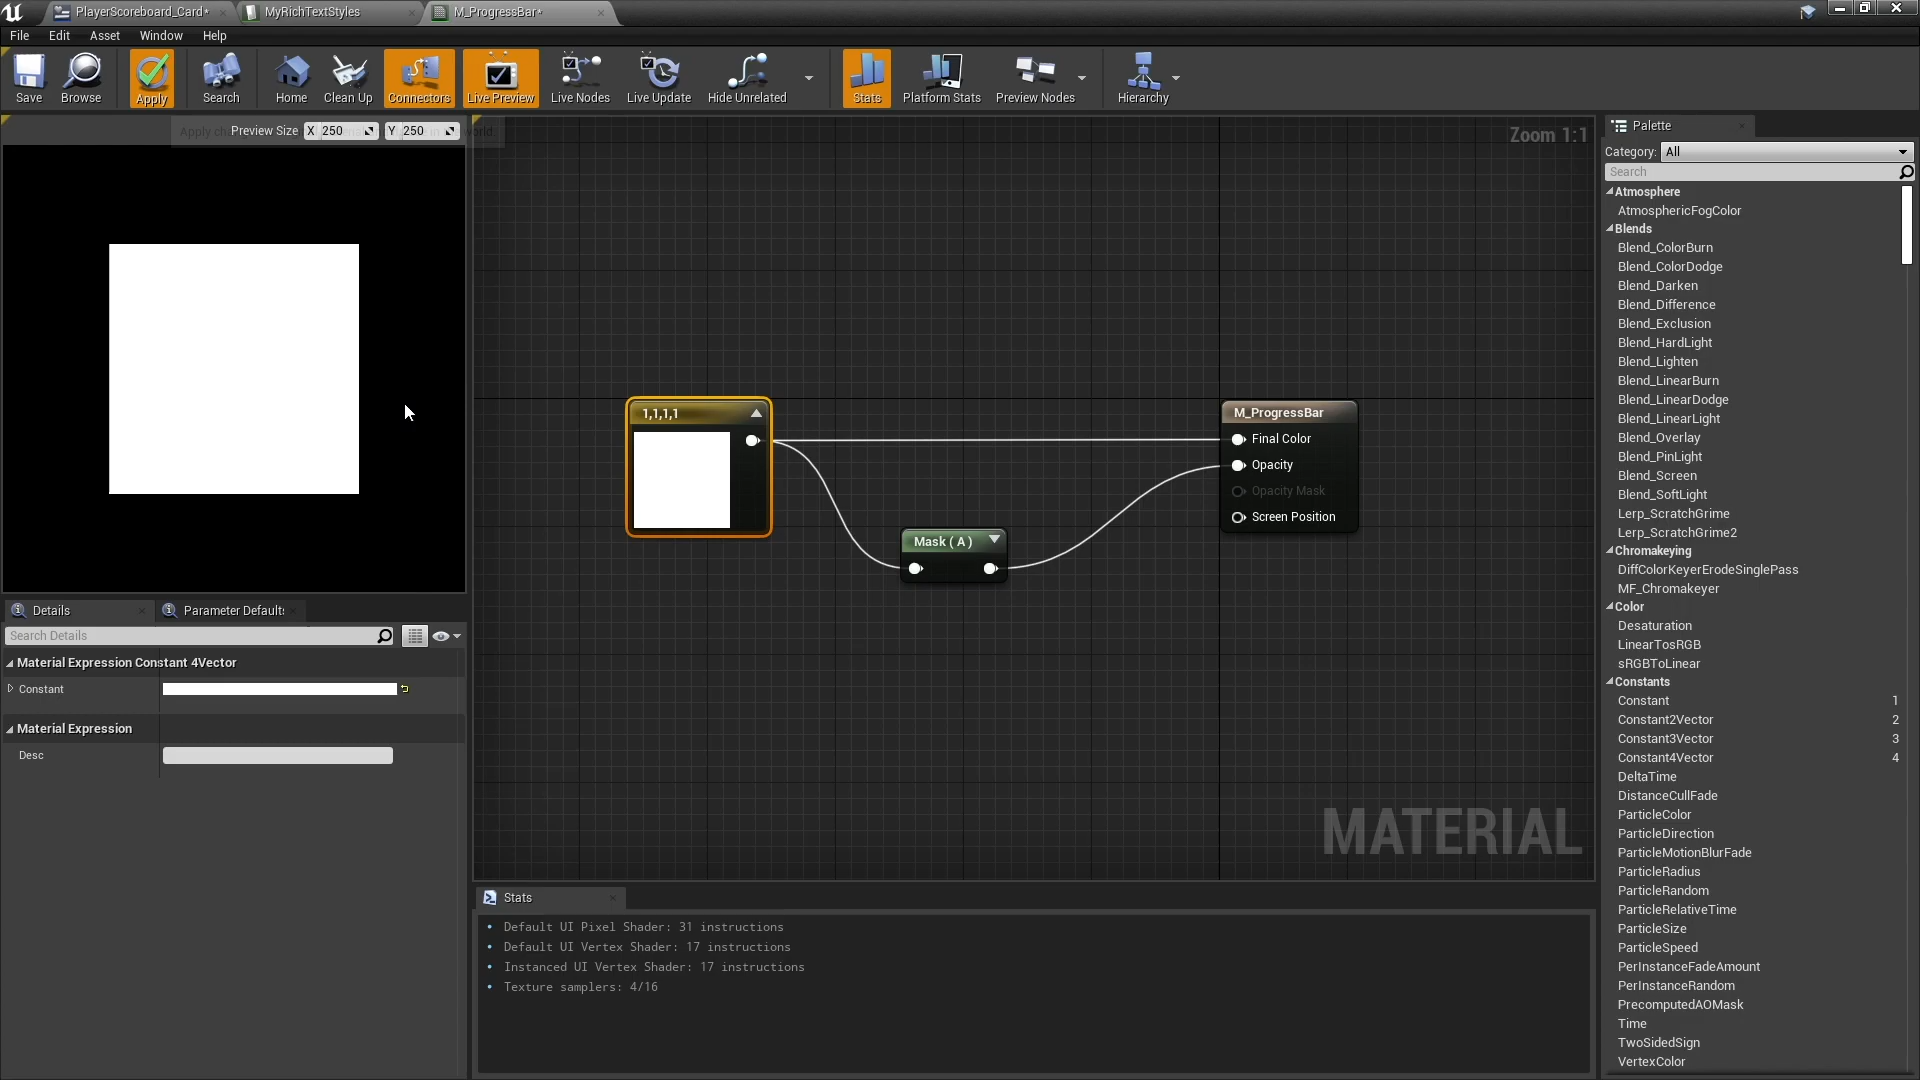 PlayerScoreboard_Card*
MyRichTextStyles
M_ProgressBar*
File
Edit
Asset
Window
Help
Save
Browse
Apply
Search
Home
Clean Up
Connectors
Live Preview
Live Nodes
Live Update
Hide Unrelated
Stats
Platform Stats
Preview Nodes
Hierarchy
Preview Size X 250 Y 250
Zoom 1:1
1,1,1,1
Mask ( A )
M_ProgressBar
Final Color
Opacity
Opacity Mask
Screen Position
MATERIAL
Details
Parameter Defaults
Search Details
Material Expression Constant 4Vector
Constant
Material Expression
Desc
Stats
Default UI Pixel Shader: 31 instructions
Default UI Vertex Shader: 17 instructions
Instanced UI Vertex Shader: 17 instructions
Texture samplers: 4/16
Palette
Category: All
Search
Atmosphere
AtmosphericFogColor
Blends
Blend_ColorBurn
Blend_ColorDodge
Blend_Darken
Blend_Difference
Blend_Exclusion
Blend_HardLight
Blend_Lighten
Blend_LinearBurn
Blend_LinearDodge
Blend_LinearLight
Blend_Overlay
Blend_PinLight
Blend_Screen
Blend_SoftLight
Lerp_ScratchGrime
Lerp_ScratchGrime2
Chromakeying
DiffColorKeyerErodeSinglePass
MF_Chromakeyer
Color
Desaturation
LinearTosRGB
sRGBToLinear
Constants
Constant 1
Constant2Vector 2
Constant3Vector 3
Constant4Vector 4
DeltaTime
DistanceCullFade
ParticleColor
ParticleDirection
ParticleMotionBlurFade
ParticleRadius
ParticleRandom
ParticleRelativeTime
ParticleSize
ParticleSpeed
PerInstanceFadeAmount
PerInstanceRandom
PrecomputedAOMask
Time
TwoSidedSign
VertexColor